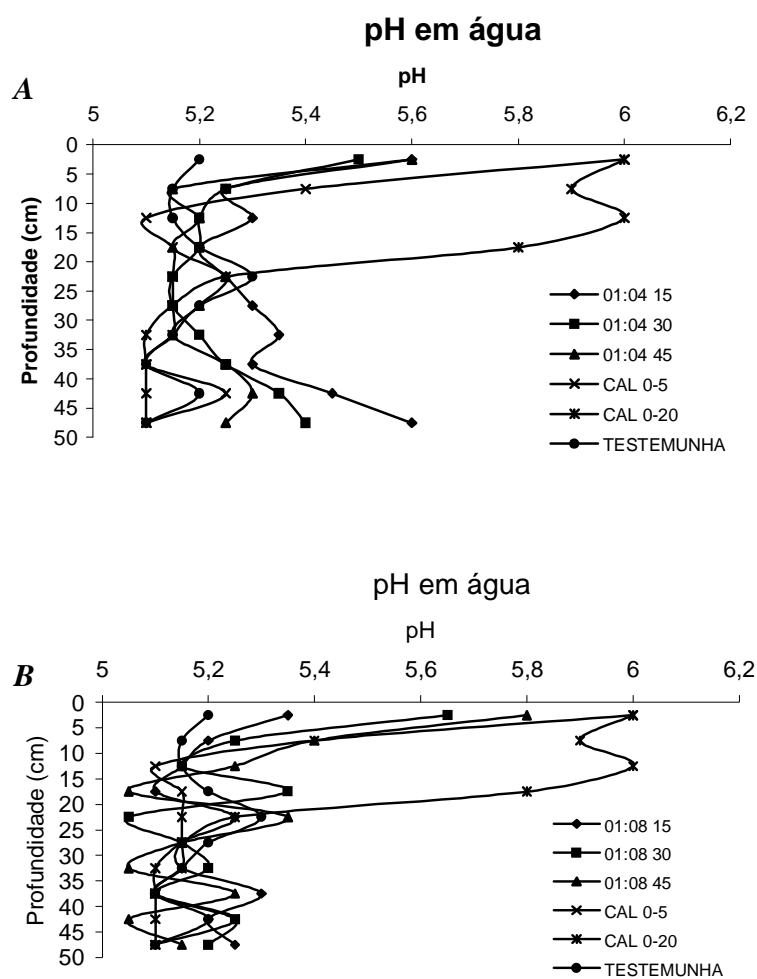 pH em água
pH
A
5 5,2 5,4 5,6 5,8 6 6,2
Profundidade (cm)
0
5
10
15
20
25
30
35
40
45
50
01:04 15
01:04 30
01:04 45
CAL 0-5
CAL 0-20
TESTEMUNHA
pH em água
pH
B
5 5,2 5,4 5,6 5,8 6 6,2
Profundidade (cm)
0
5
10
15
20
25
30
35
40
45
50
01:08 15
01:08 30
01:08 45
CAL 0-5
CAL 0-20
TESTEMUNHA